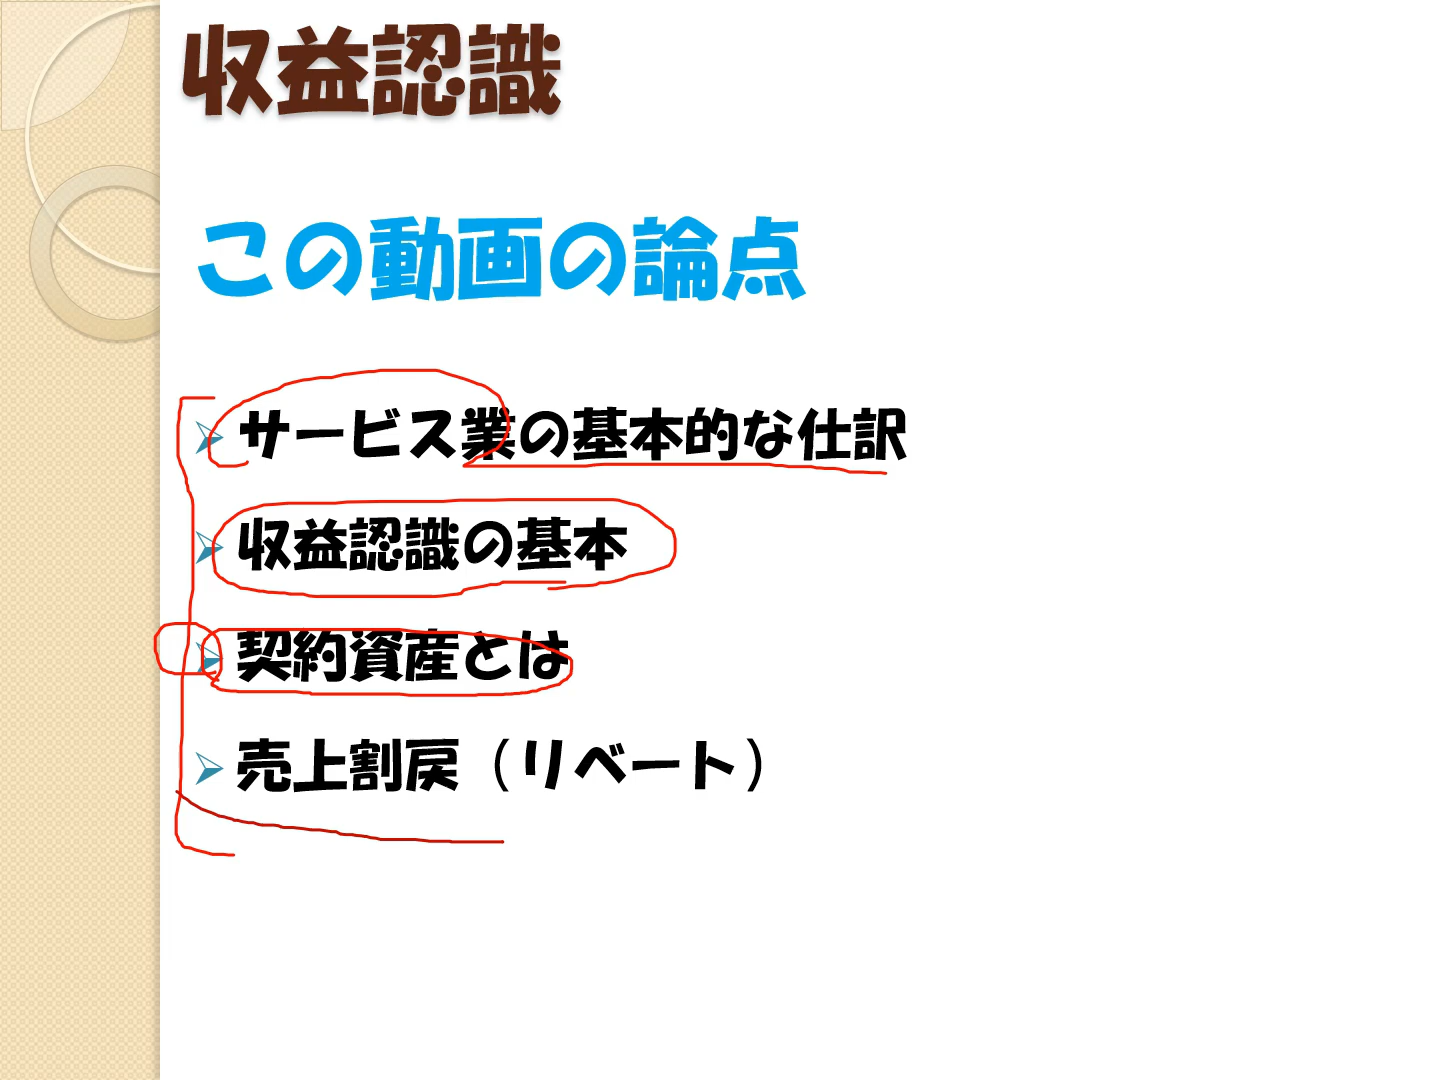 収益認識
この動画の論点
サービス業の基本的な仕訳
収益認識の基本
契約資産とは
売上割戻（リベート）